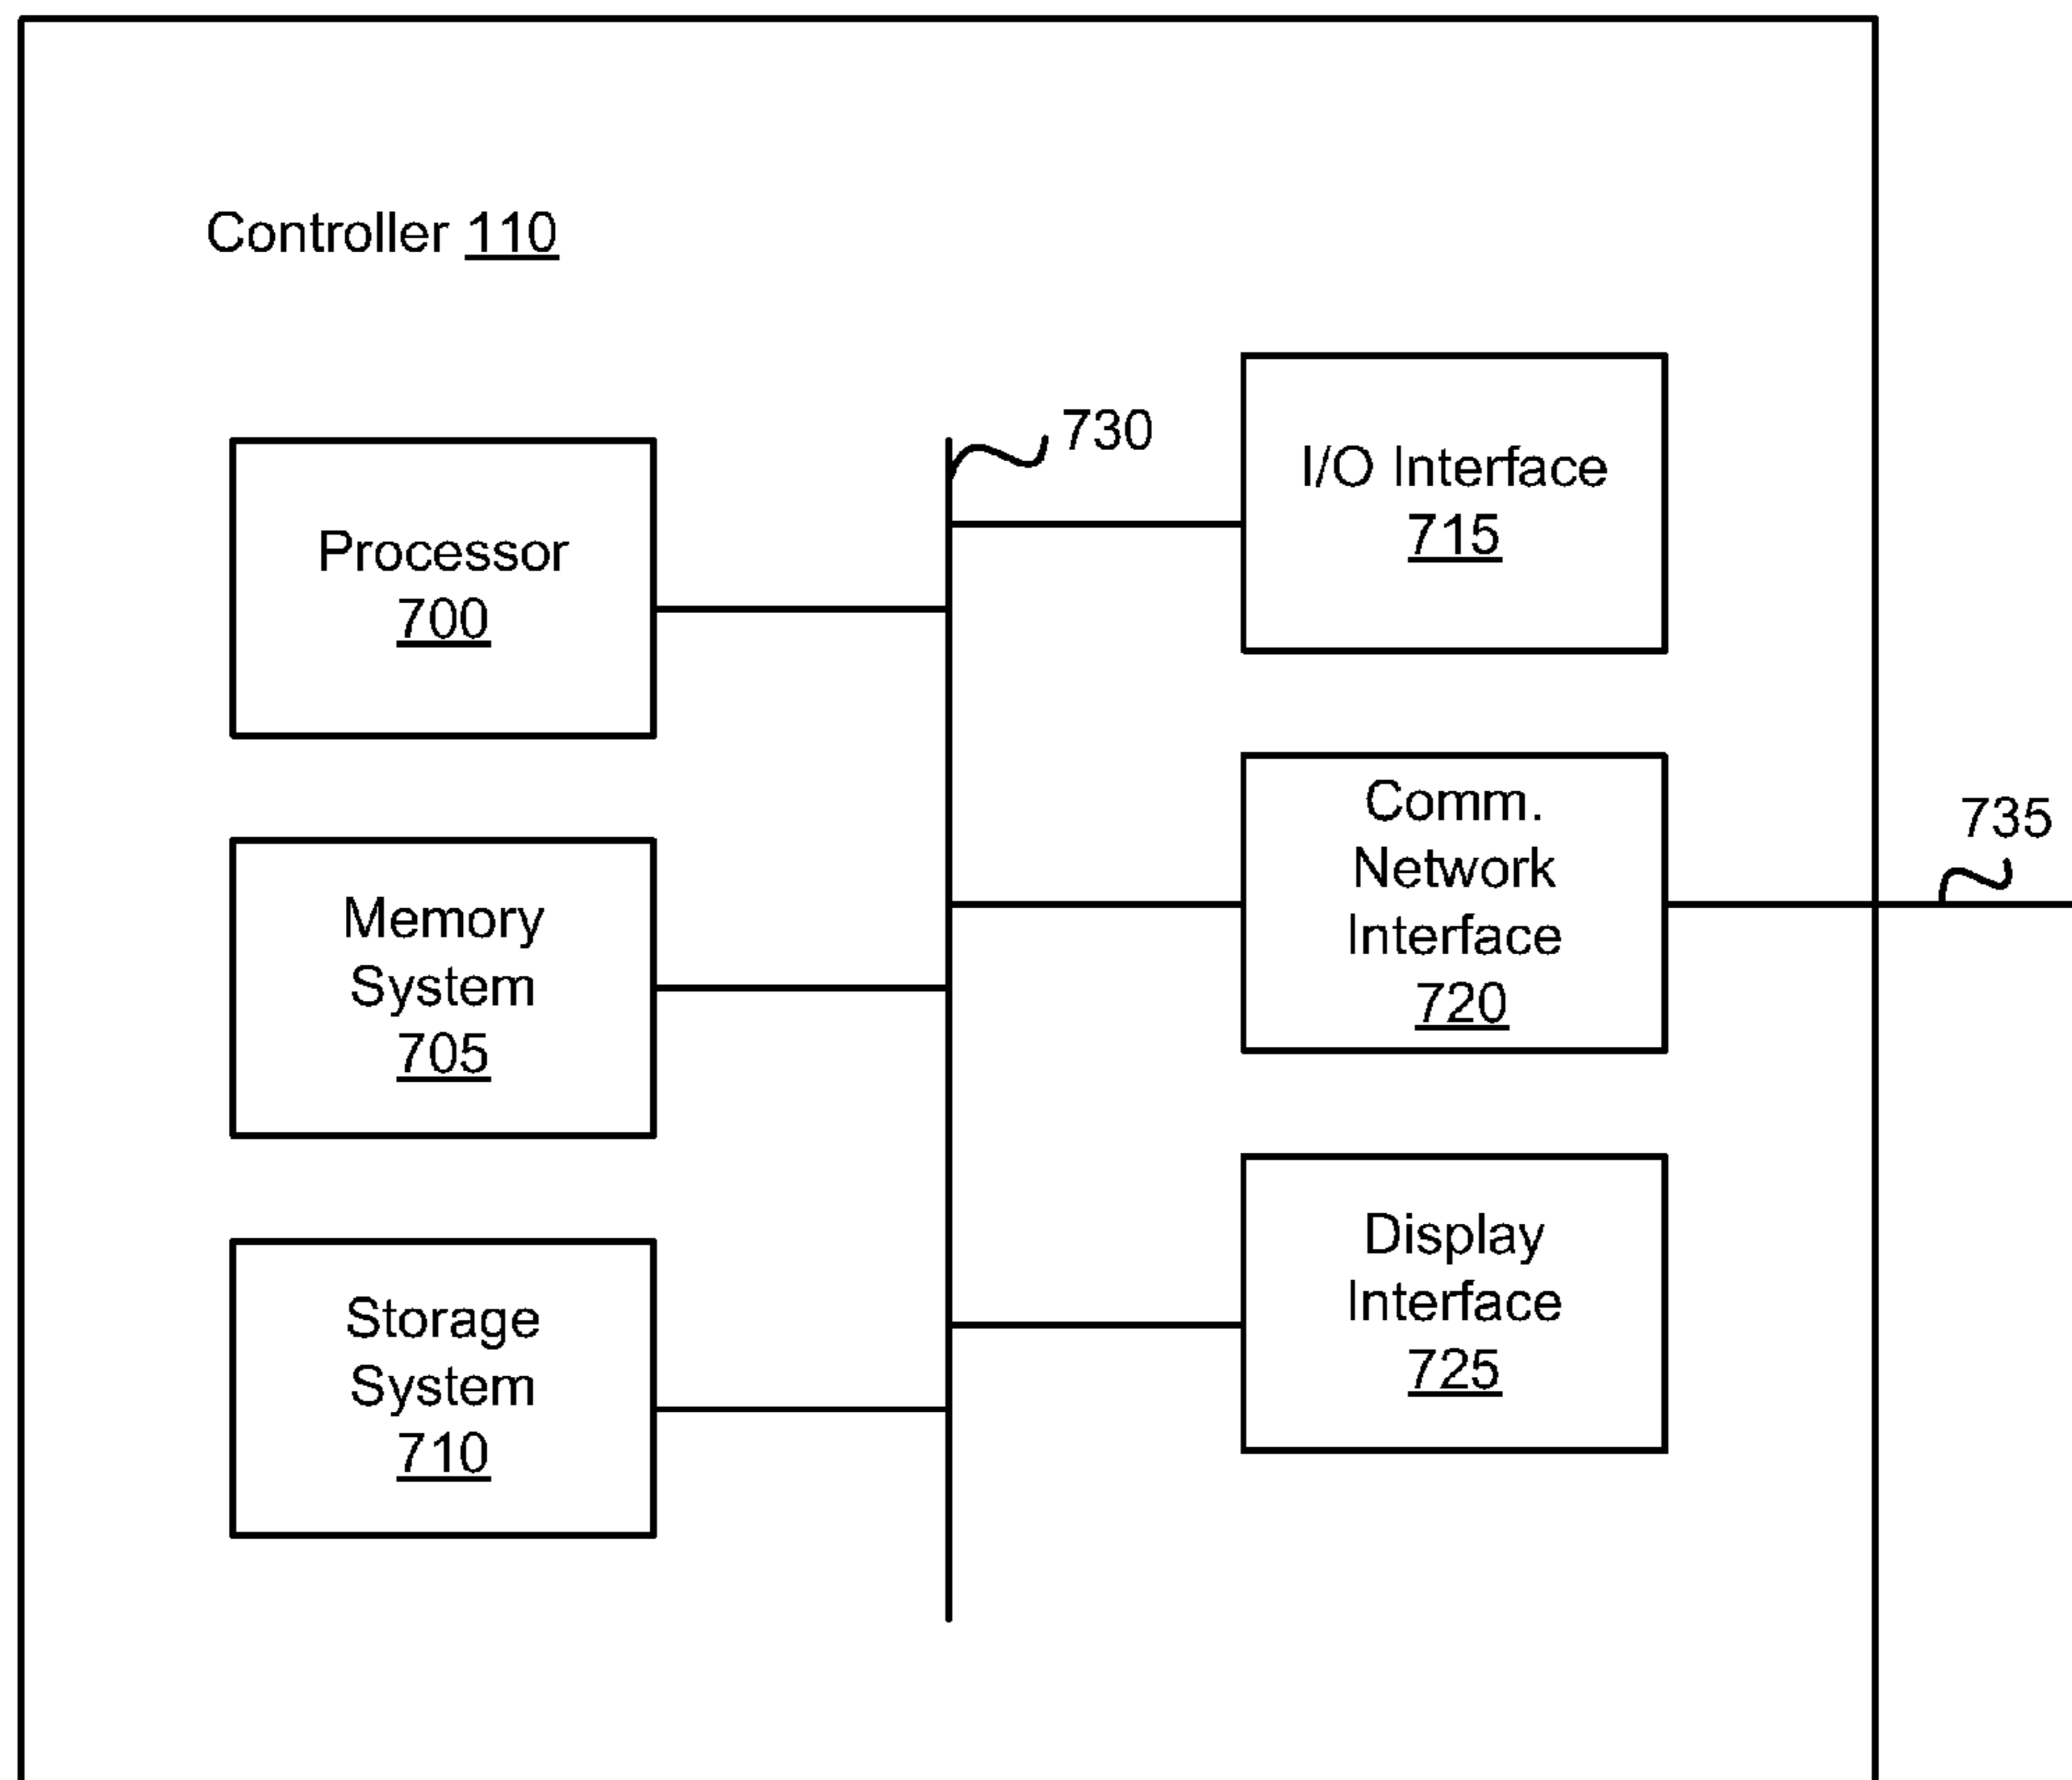 Controller 110
730
I/O Interface
715
Processor
700
Comm.
Network
Interface
720
735
Memory
System
705
Display
Interface
725
Storage
System
710